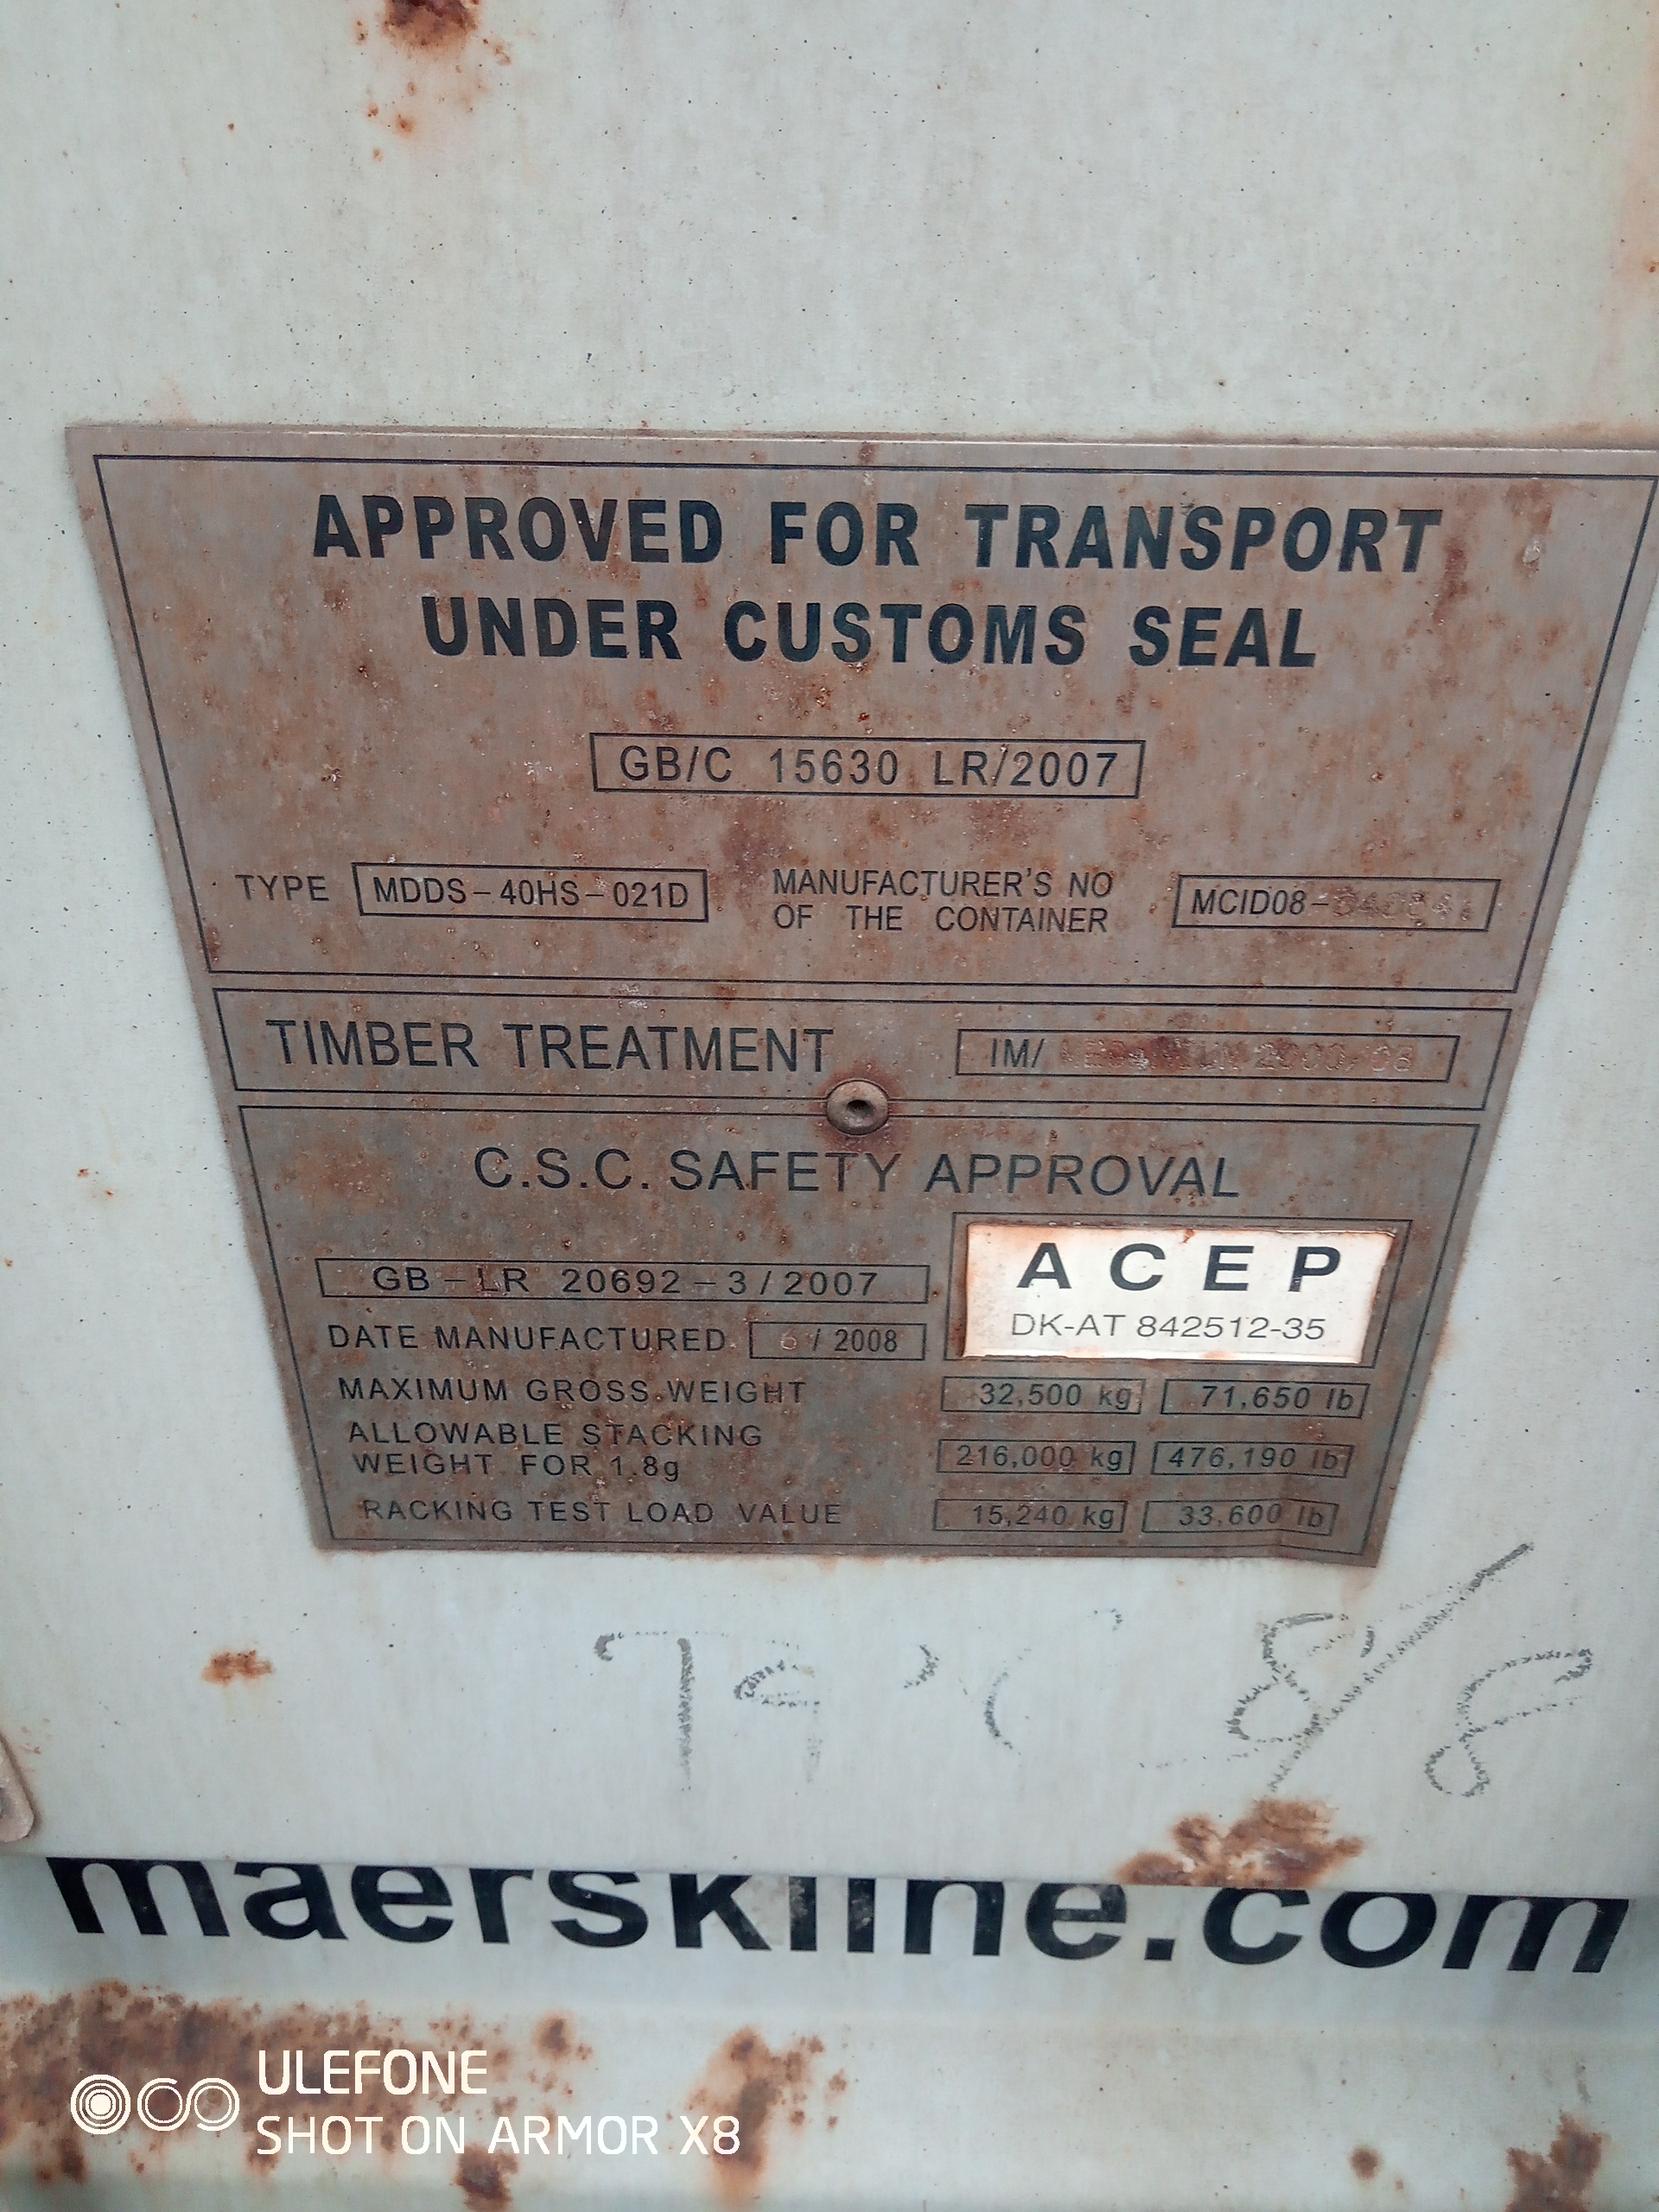 APPROVED FOR TRANSPORT
UNDER CUSTOMS SEAL
GB/C 15630 LR/2007
TYPE MDDS-40HS-021D
MANUFACTURER'S NO
OF THE CONTAINER
MCID08-
TIMBER TREATMENT IM/
C.S.C. SAFETY APPROVAL
GB-LR 20692-3/2007
ACEP
DK-AT 842512-35
DATE MANUFACTURED 6/2008
MAXIMUM GROSS WEIGHT 32,500 kg 71,650 lb
ALLOWABLE STACKING
WEIGHT FOR 1.8g 216,000 kg 476,190 lb
RACKING TEST LOAD VALUE 15,240 kg 33,600 lb
maerskline.com
ULEFONE
SHOT ON ARMOR X8